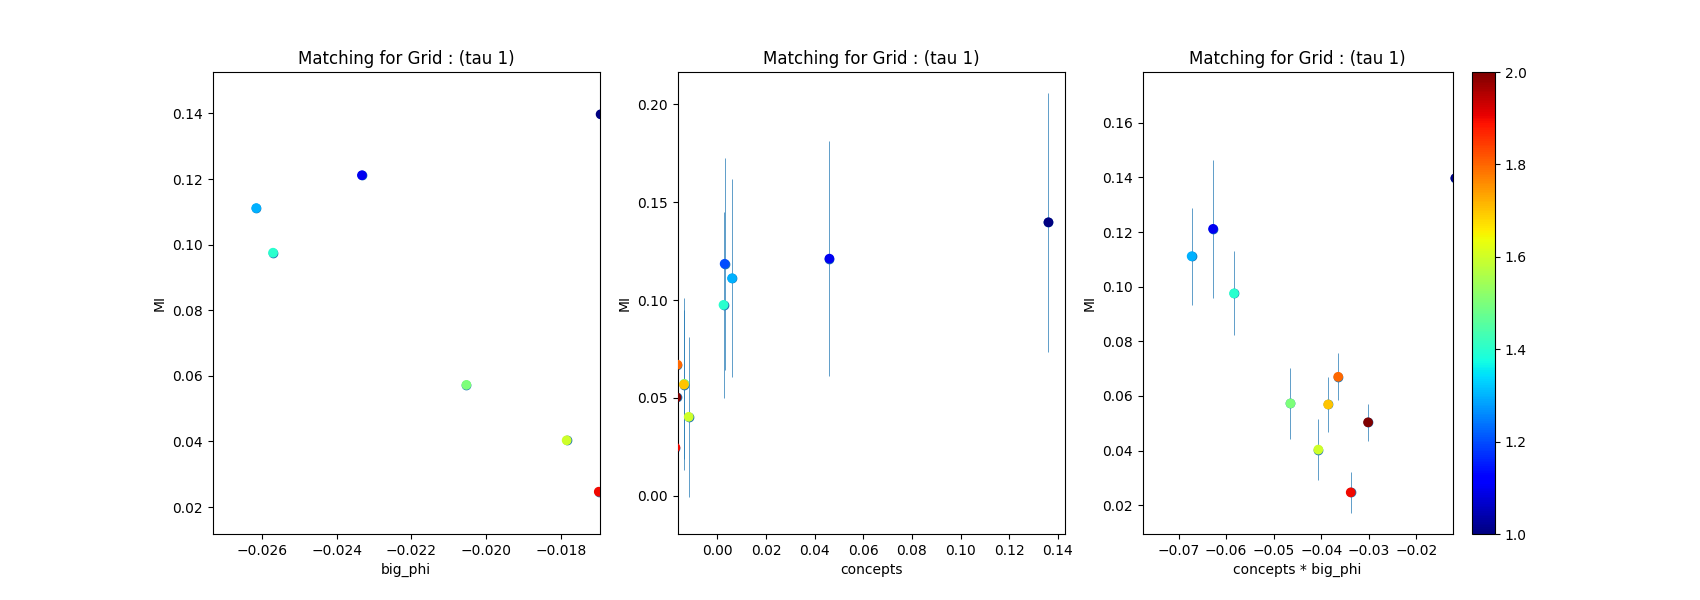 Matching for Grid : (tau 1)
MI
0.14
0.12
0.10
0.08
0.06
0.04
0.02
−0.026 −0.024 −0.022 −0.020 −0.018
big_phi
Matching for Grid : (tau 1)
MI
0.20
0.15
0.10
0.05
0.00
0.00 0.02 0.04 0.06 0.08 0.10 0.12 0.14
concepts
Matching for Grid : (tau 1)
MI
0.16
0.14
0.12
0.10
0.08
0.06
0.04
0.02
−0.07 −0.06 −0.05 −0.04 −0.03 −0.02
concepts * big_phi
2.0
1.8
1.6
1.4
1.2
1.0